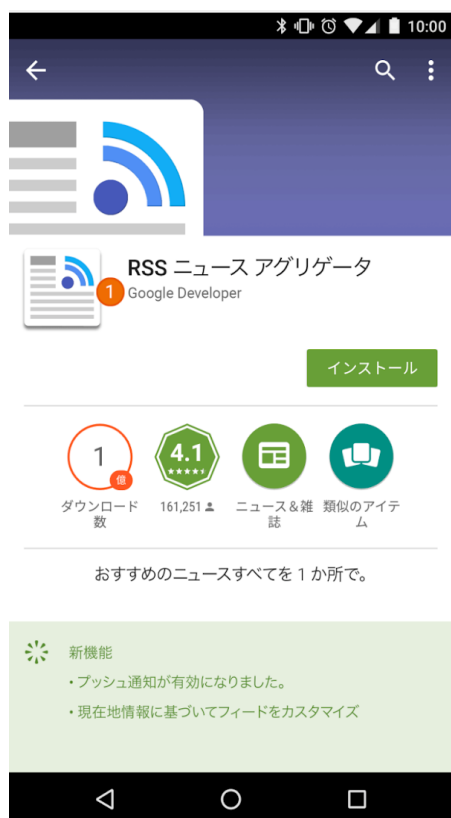 10:00
RSS ニュース アグリゲータ
1
Google Developer
インストール
1
億
4.1
ダウンロード
数
161,251
ニュース＆雑
誌
類似のアイテ
ム
おすすめのニュースすべてを 1 か所で。
新機能
・プッシュ通知が有効になりました。
・現在地情報に基づいてフィードをカスタマイズ